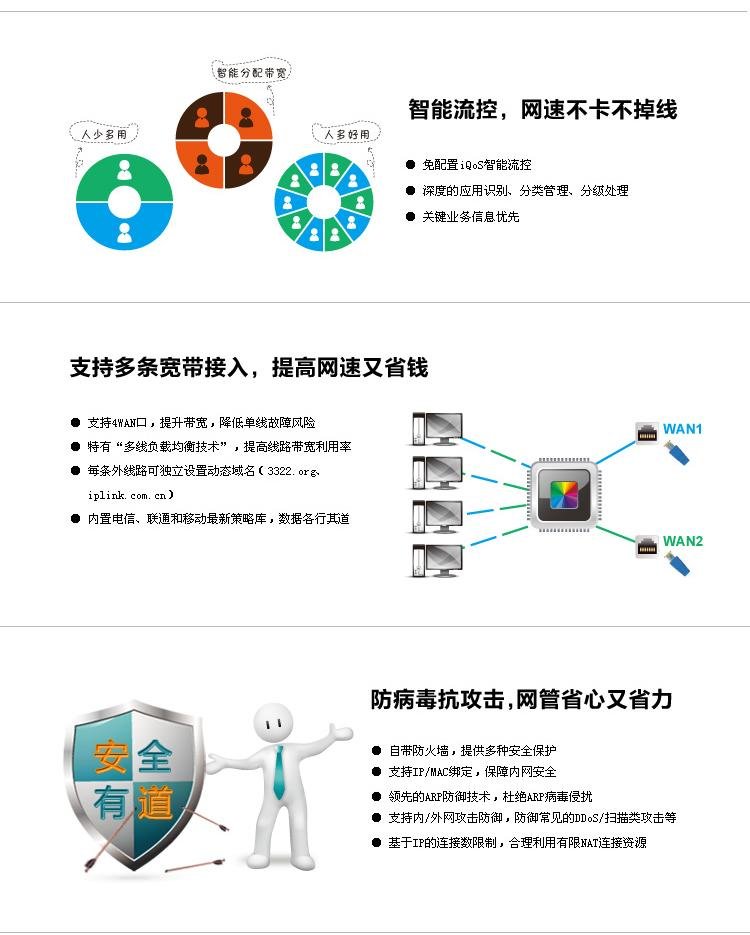 智能分配带宽
人少多用
人多好用
智能流控，网速不卡不掉线
● 免配置iQoS智能流控
● 深度的应用识别、分类管理、分级处理
● 关键业务信息优先
支持多条宽带接入，提高网速又省钱
● 支持4WAN口，提升带宽，降低单线故障风险
● 特有“多线负载均衡技术”，提高线路带宽利用率
● 每条外线路可独立设置动态域名（3322.org、
iplink.com.cn）
● 内置电信、联通和移动最新策略库，数据各行其道
WAN1
WAN2
防病毒抗攻击,网管省心又省力
● 自带防火墙，提供多种安全保护
● 支持IP/MAC绑定，保障内网安全
● 领先的ARP防御技术，杜绝ARP病毒侵扰
● 支持内/外网攻击防御，防御常见的DDoS/扫描类攻击等
● 基于IP的连接数限制，合理利用有限NAT连接资源
安全
有道